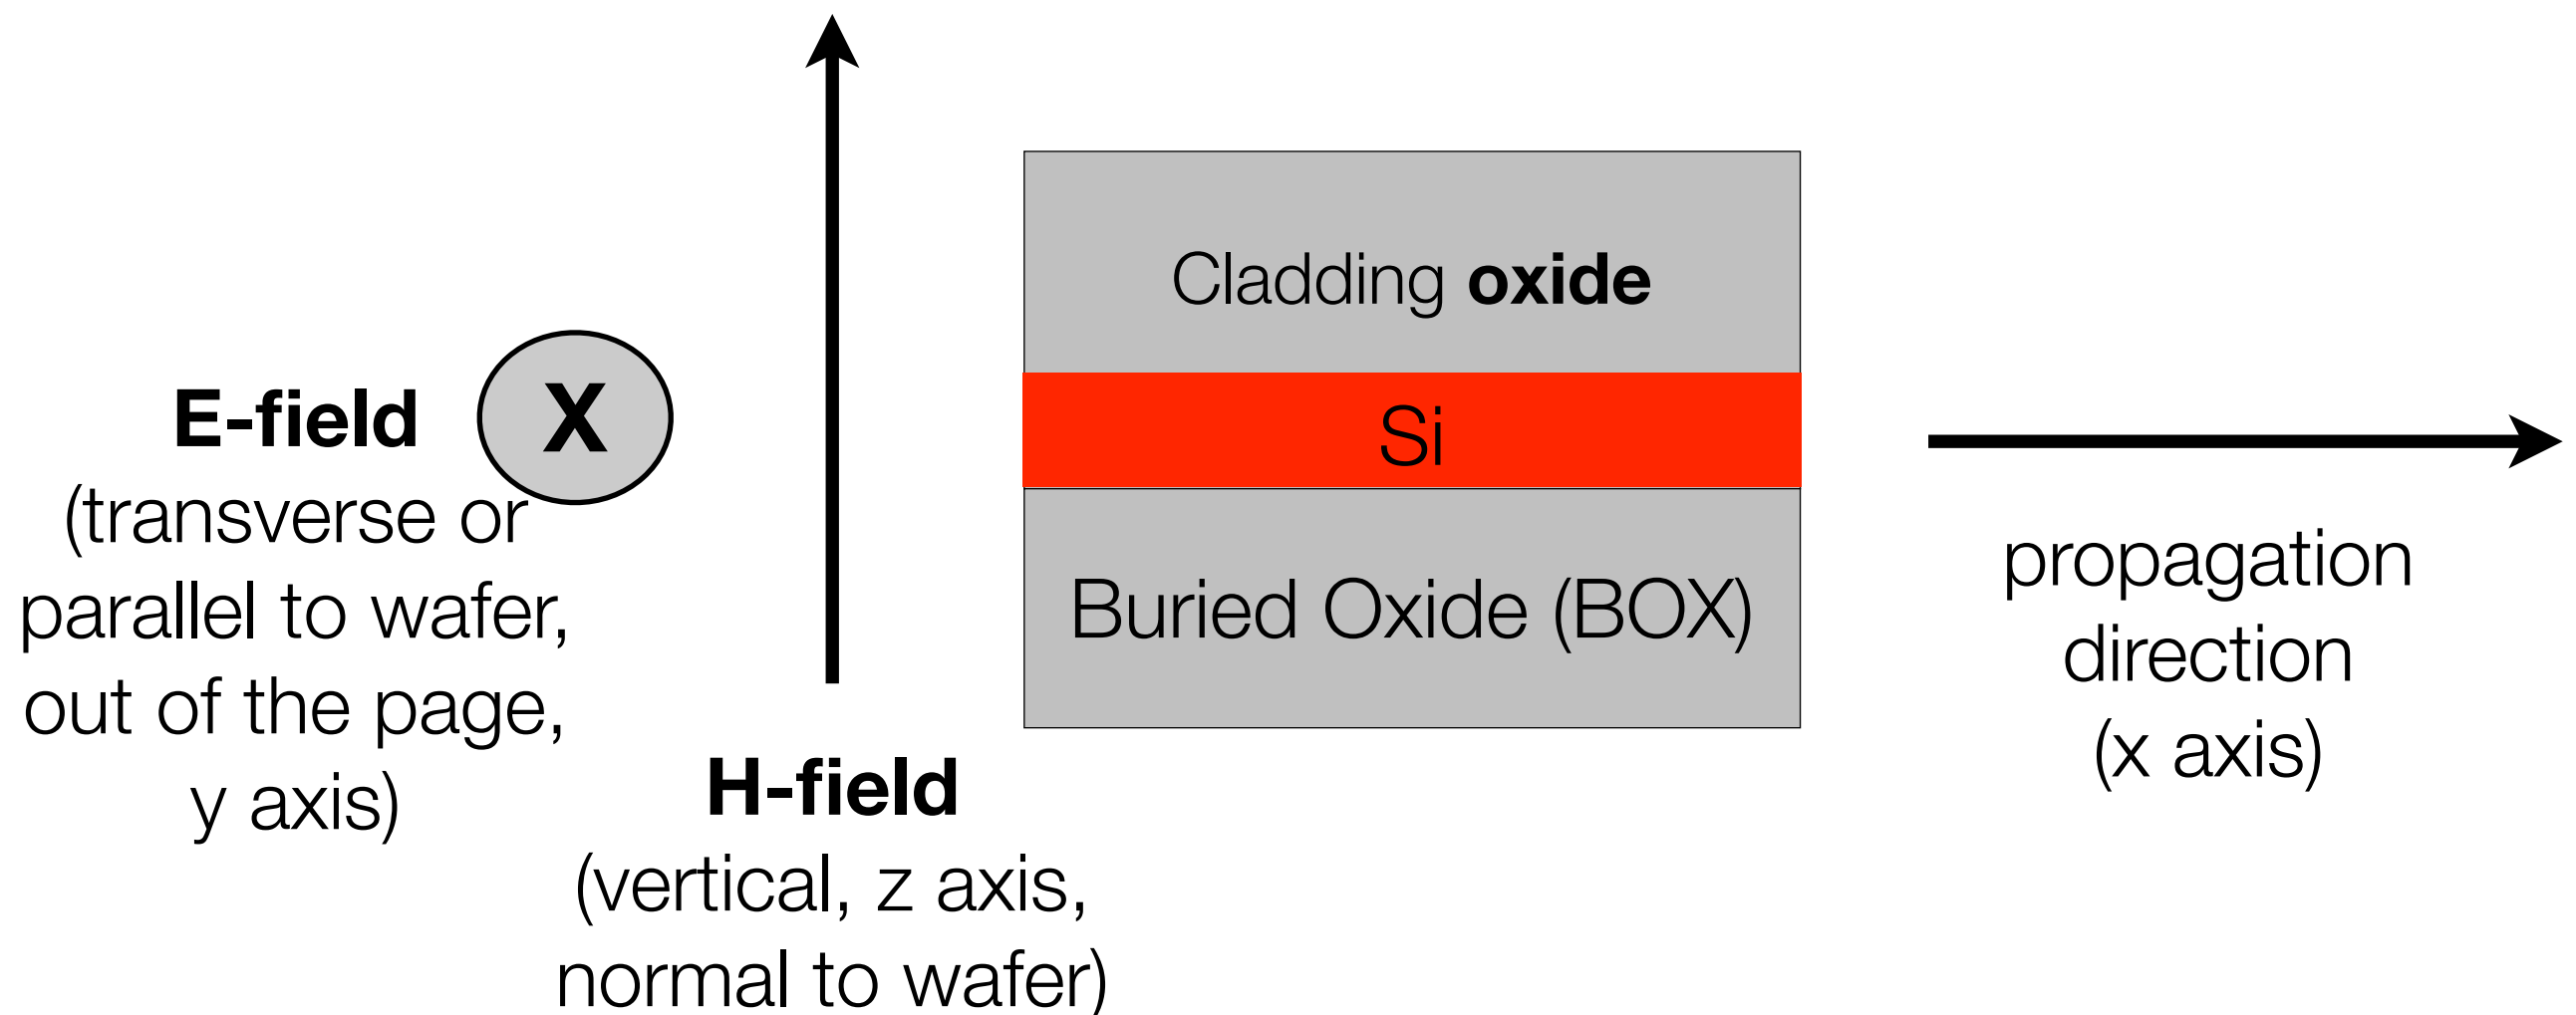 Cladding oxide
E-field
X
(transverse or
parallel to wafer,
out of the page,
y axis)
Si
Buried Oxide (BOX)
H-field
(vertical, z axis,
normal to wafer)
propagation
direction
(x axis)